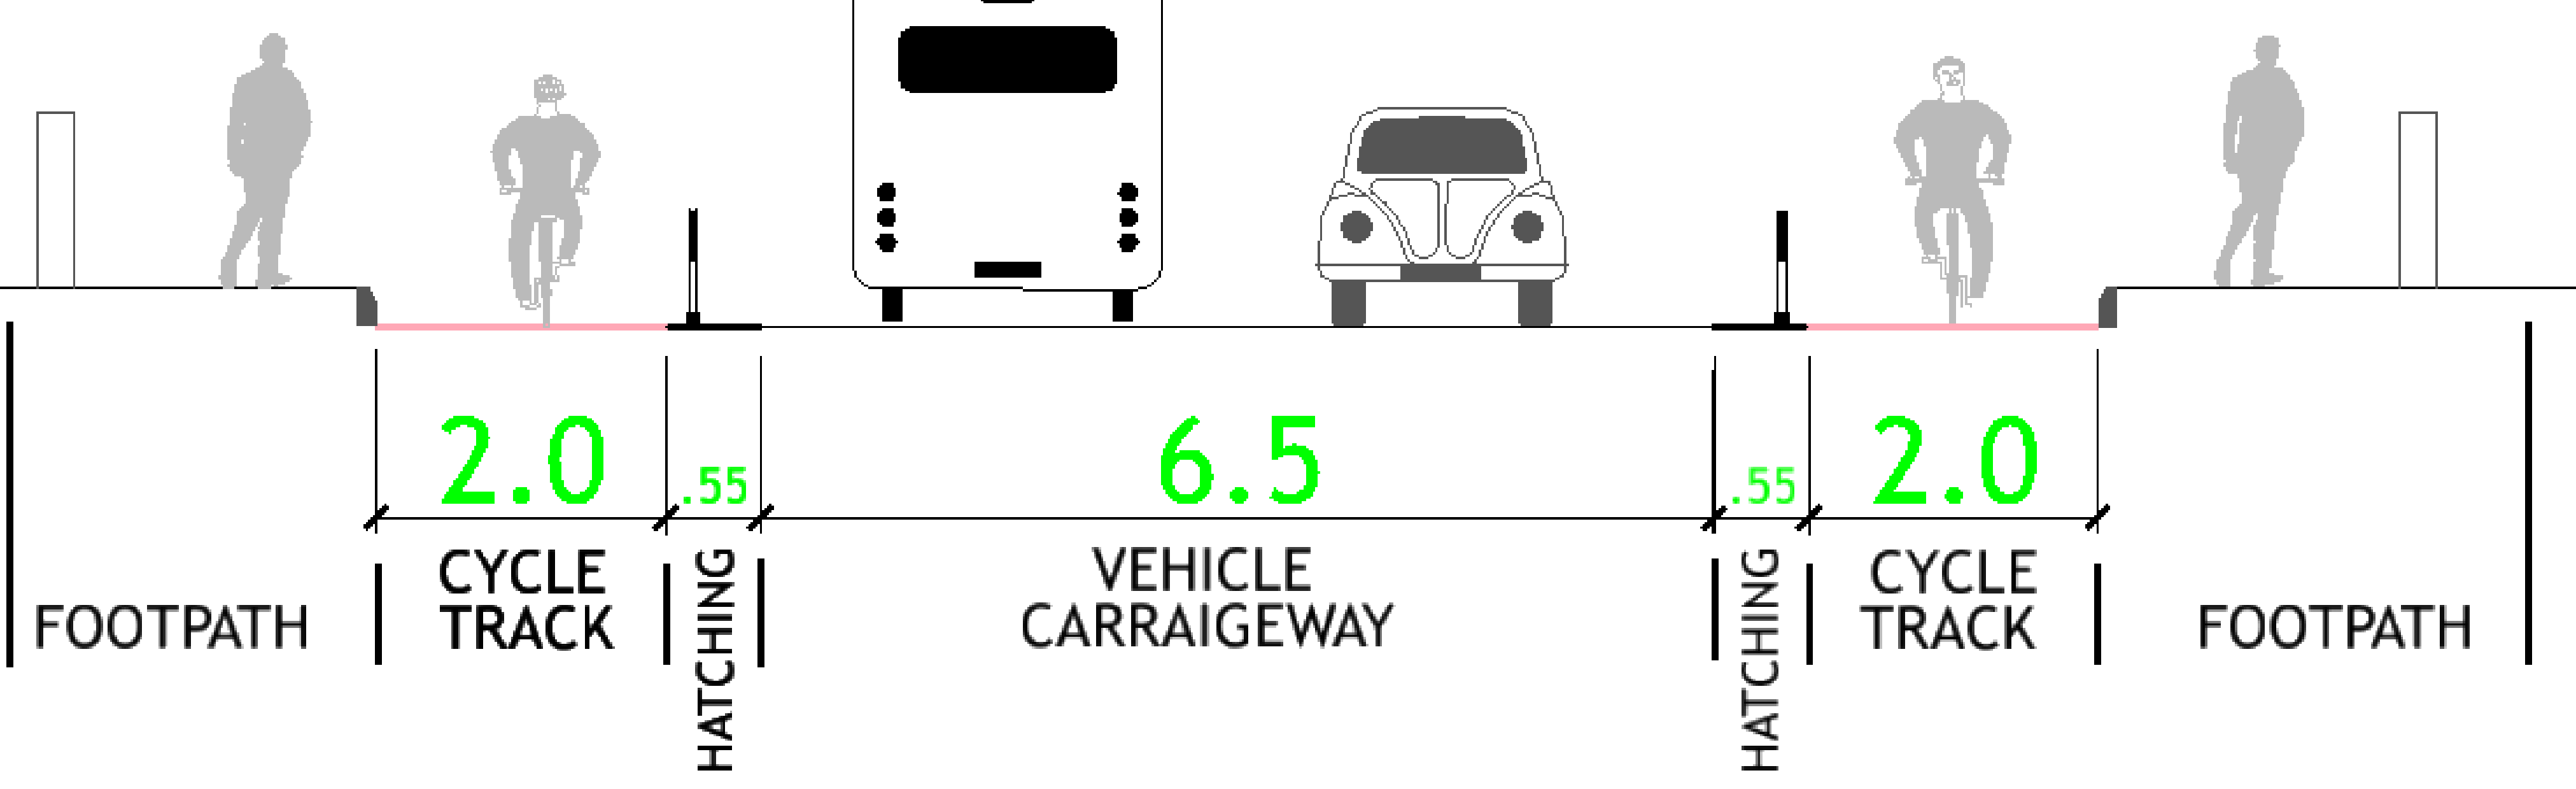 2.0 .55 6.5 .55 2.0
FOOTPATH
CYCLE
TRACK
HATCHING
VEHICLE
CARRAIGEWAY
HATCHING
CYCLE
TRACK
FOOTPATH